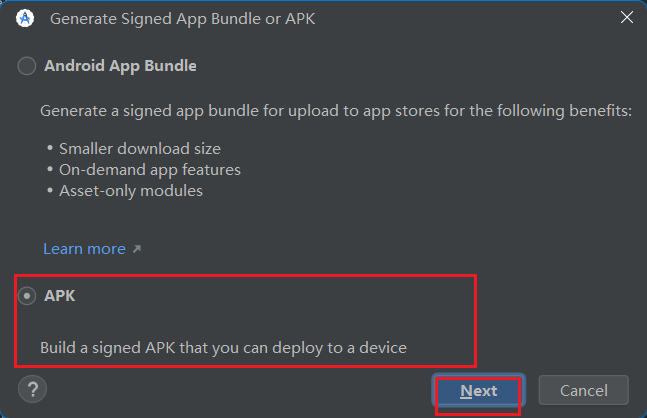 Generate Signed App Bundle or APK
Android App Bundle
Generate a signed app bundle for upload to app stores for the following benefits:
• Smaller download size
• On-demand app features
• Asset-only modules
Learn more ↗
APK
Build a signed APK that you can deploy to a device
?
Next
Cancel